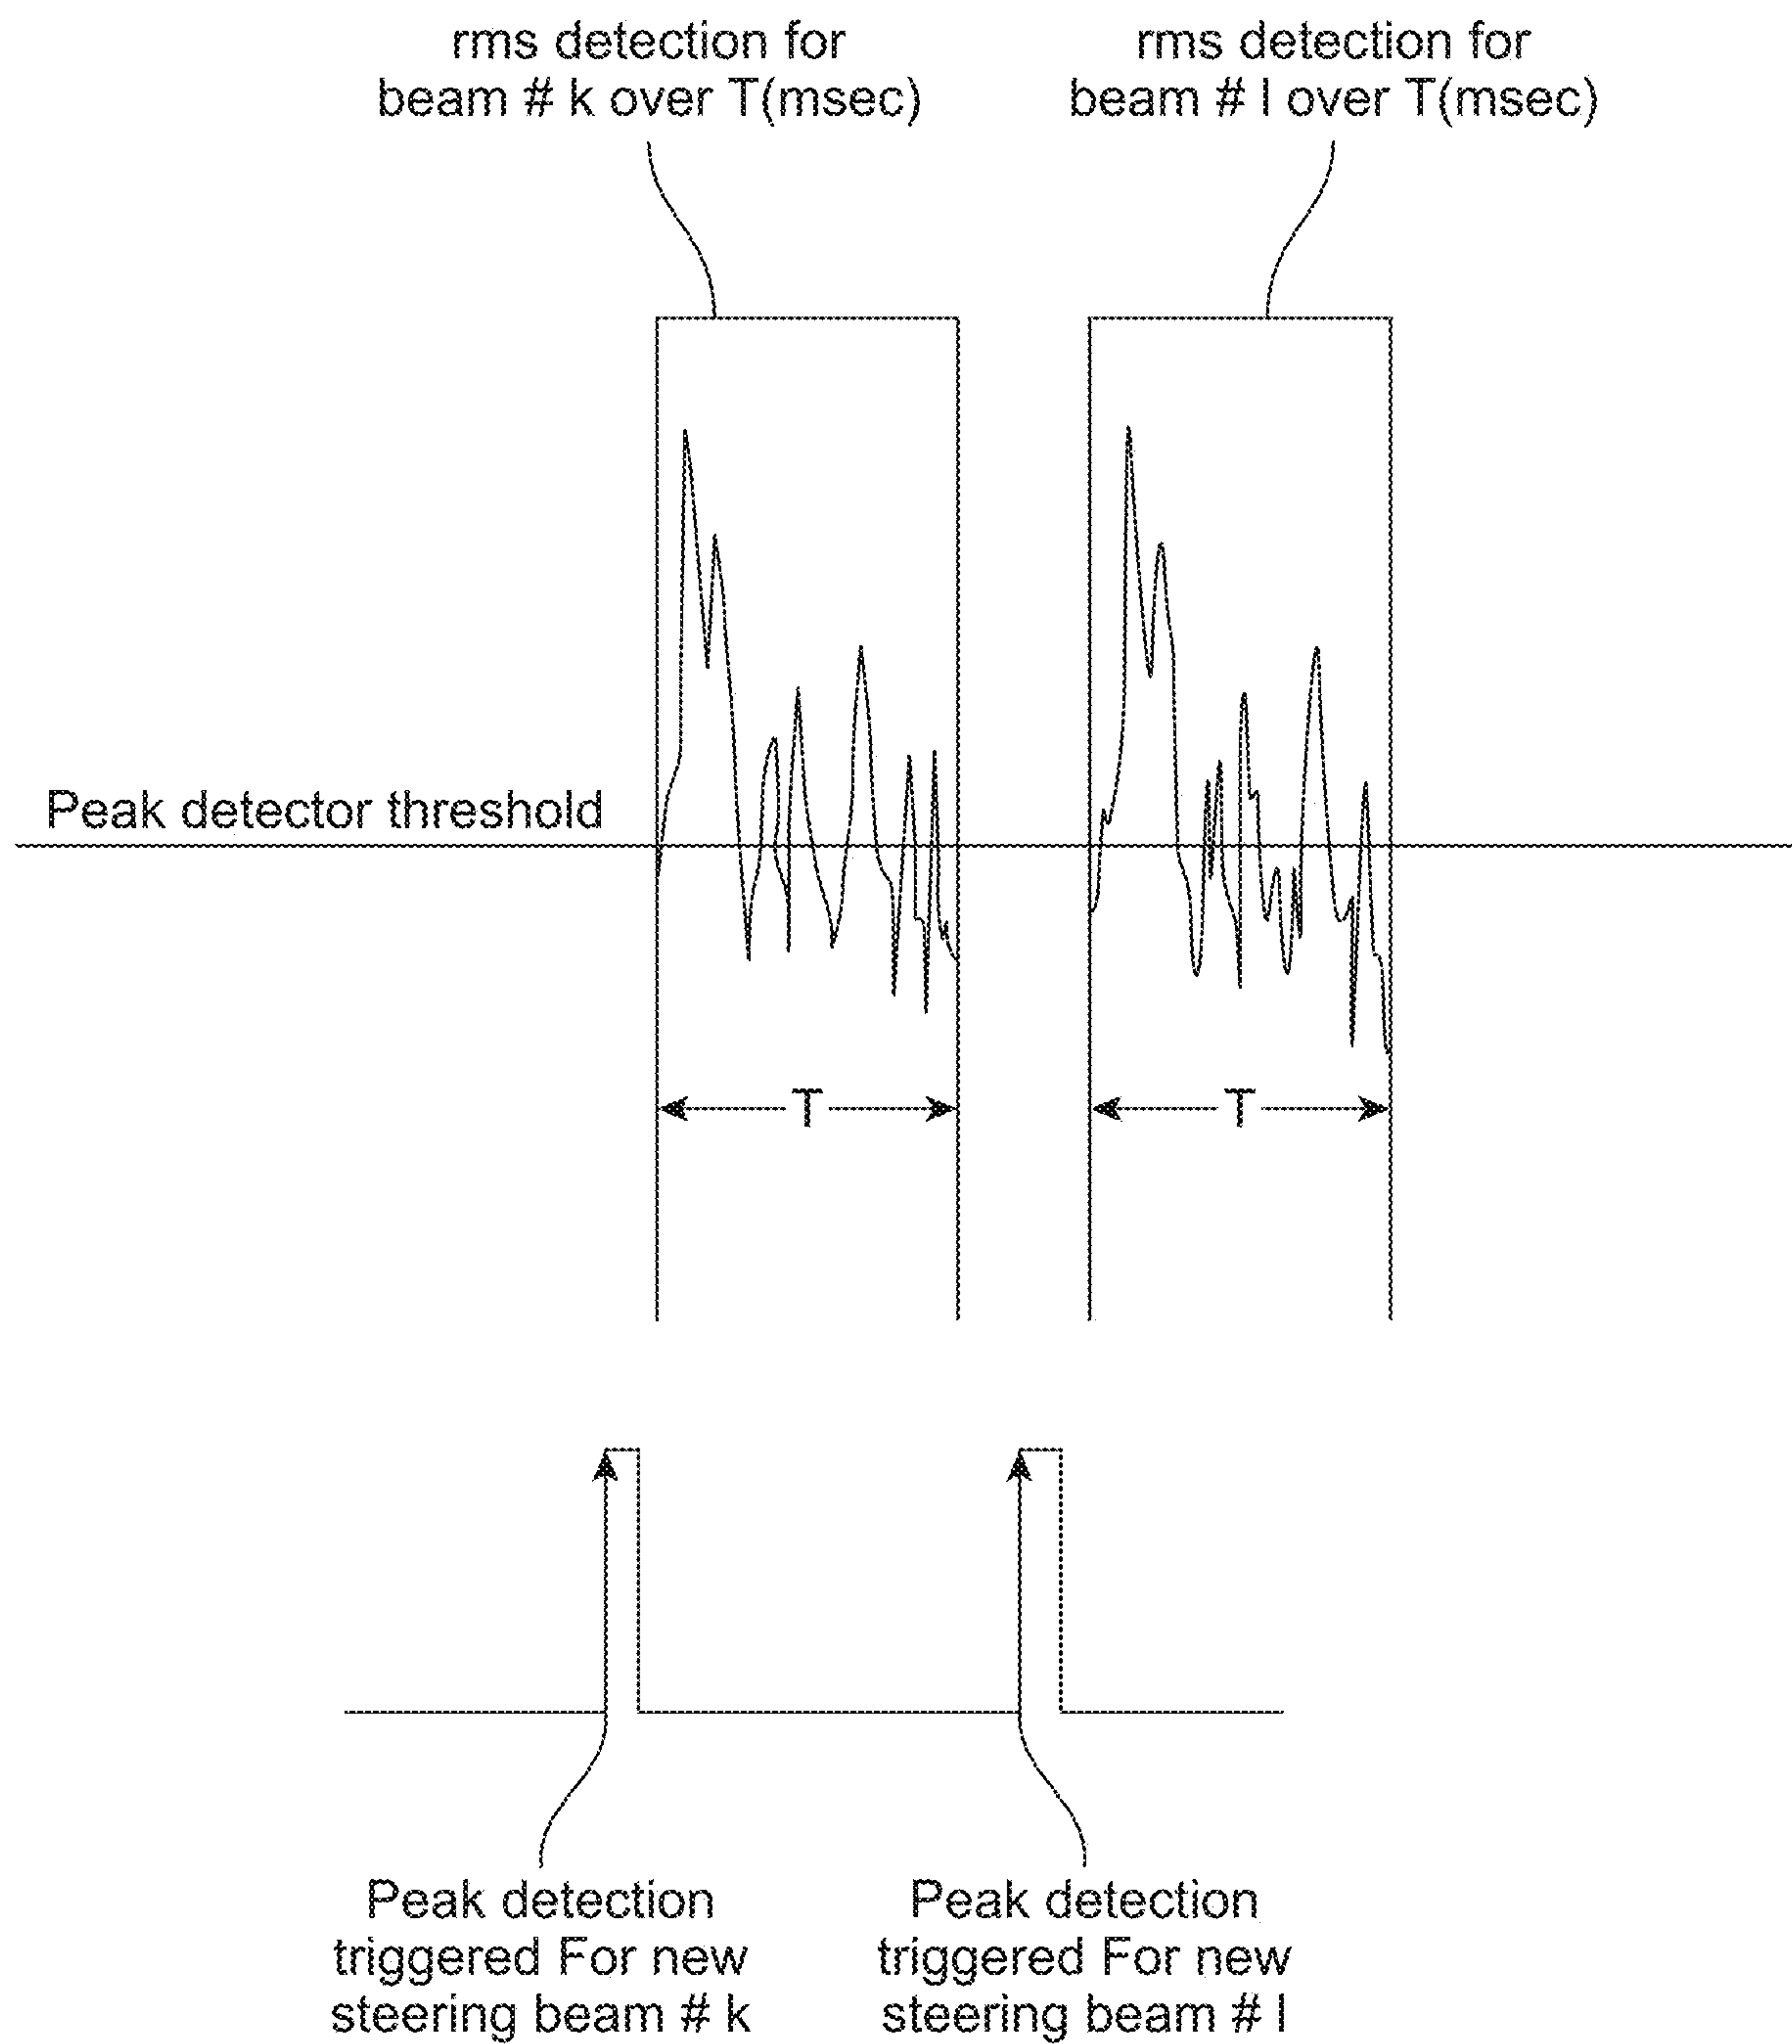 rms detection for
beam # k over T(msec)
rms detection for
beam # l over T(msec)
Peak detector threshold
T
T
Peak detection
triggered For new
steering beam # k
Peak detection
triggered For new
steering beam # l